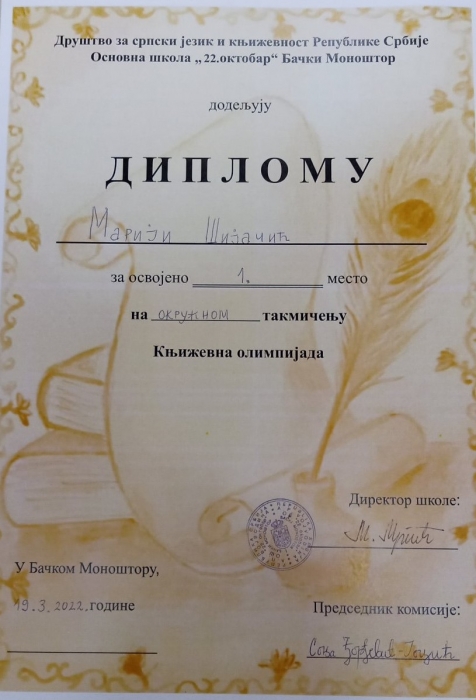 Друштво за српски језик и књижевност Републике Србије
Основна школа „22.октобар“ Бачки Моноштор
додељују
ДИПЛОМУ
Марији Шијачић
за освојено 1. место
на окружном такмичењу
Књижевна олимпијада
Директор школе:
У Бачком Моноштору,
19.3.2022. године
Председник комисије: